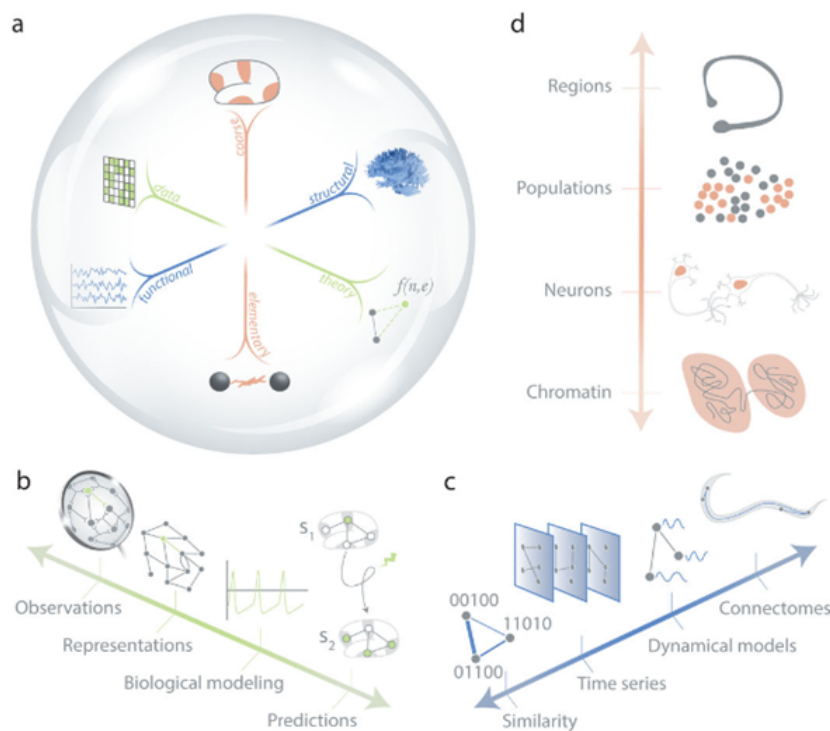 a
coarse
data
structural
functional
theory
f(n,e)
elementary
d
Regions
Populations
Neurons
Chromatin
b
S1
S2
Observations
Representations
Biological modeling
Predictions
c
00100
11010
01100
Connectomes
Dynamical models
Time series
Similarity